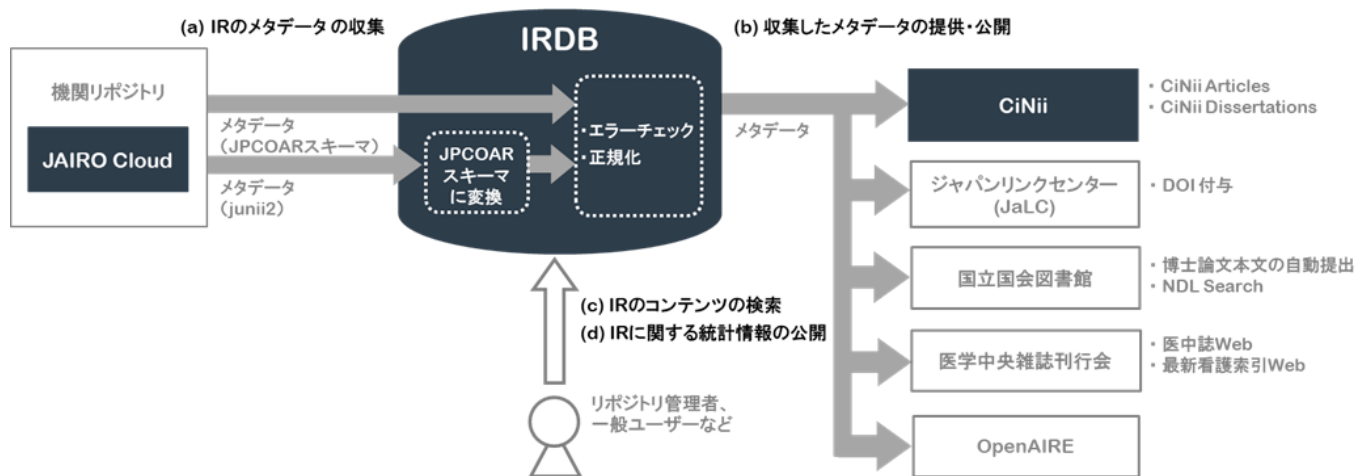 (a) IRのメタデータ の収集
IRDB
(b) 収集したメタデータの提供・公開
機関リポジトリ
JAIRO Cloud
メタデータ
(JPCOARスキーマ)
メタデータ
(junii2)
JPCOAR
スキーマ
に変換
・エラーチェック
・正規化
メタデータ
CiNii
・CiNii Articles
・CiNii Dissertations
ジャパンリンクセンター
(JaLC)
・DOI 付与
国立国会図書館
・博士論文本文の自動提出
・NDL Search
医学中央雑誌刊行会
・医中誌Web
・最新看護索引Web
OpenAIRE
(c) IRのコンテンツの検索
(d) IRに関する統計情報の公開
リポジトリ管理者、
一般ユーザーなど